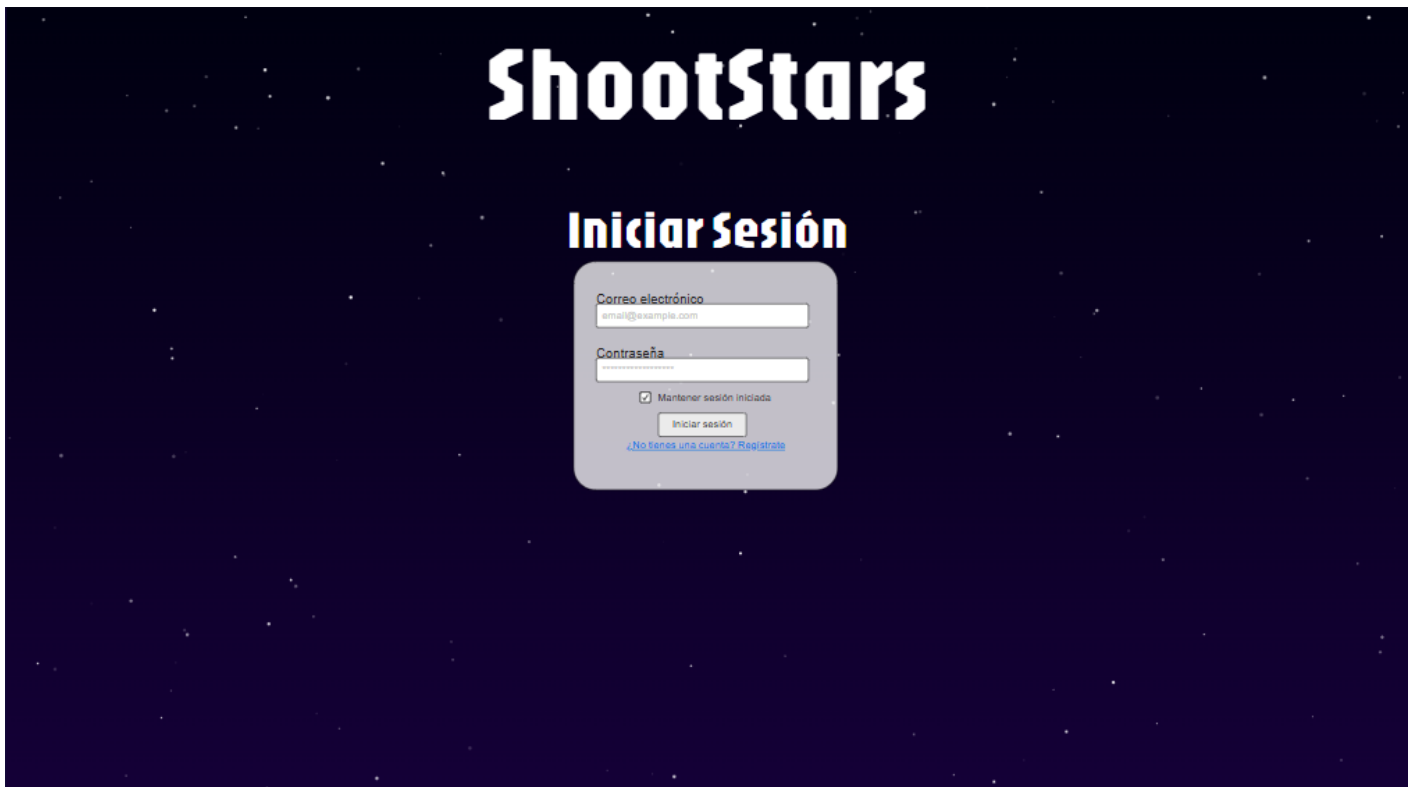 ShootStars
Iniciar Sesión
Correo electrónico
email@example.com
Contraseña
******************
Mantener sesión iniciada
Iniciar sesión
¿No tienes una cuenta? Regístrate